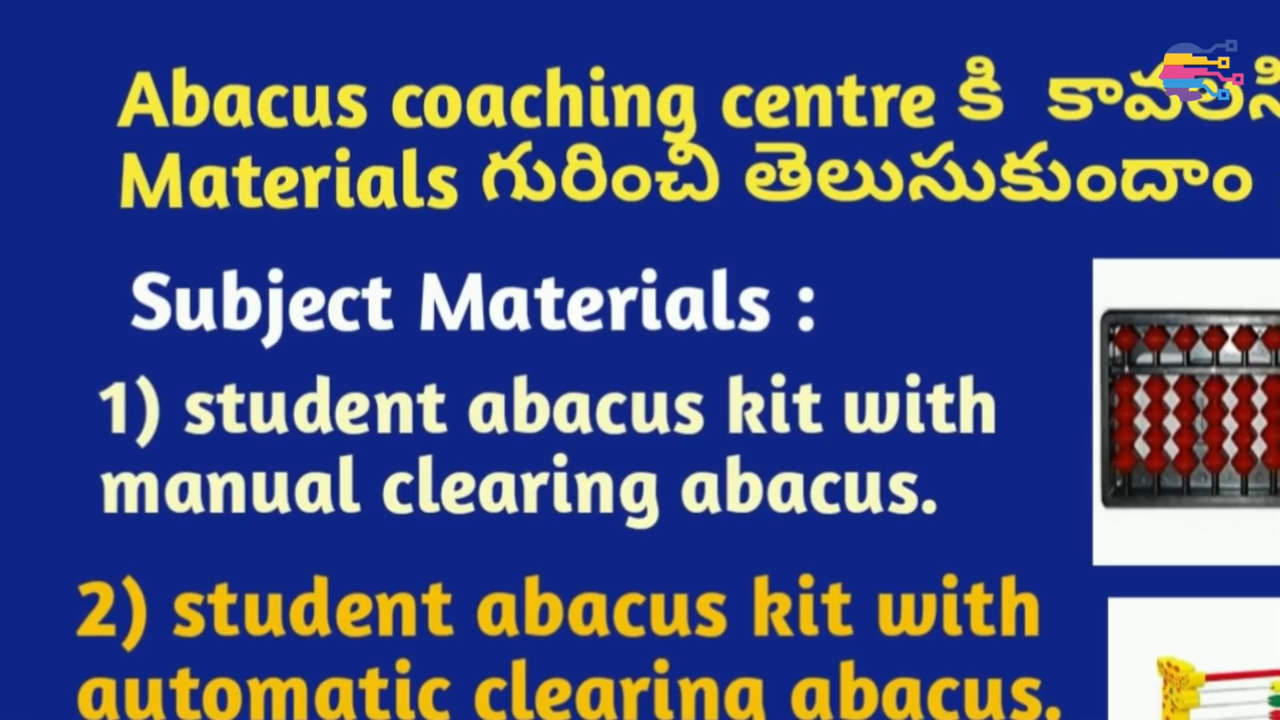 Abacus coaching centre కి
Materials గురించి తెలుసుకుందాం
Subject Materials :
1) student abacus kit with
manual clearing abacus.
2) student abacus kit with
automatic clearing abacus.